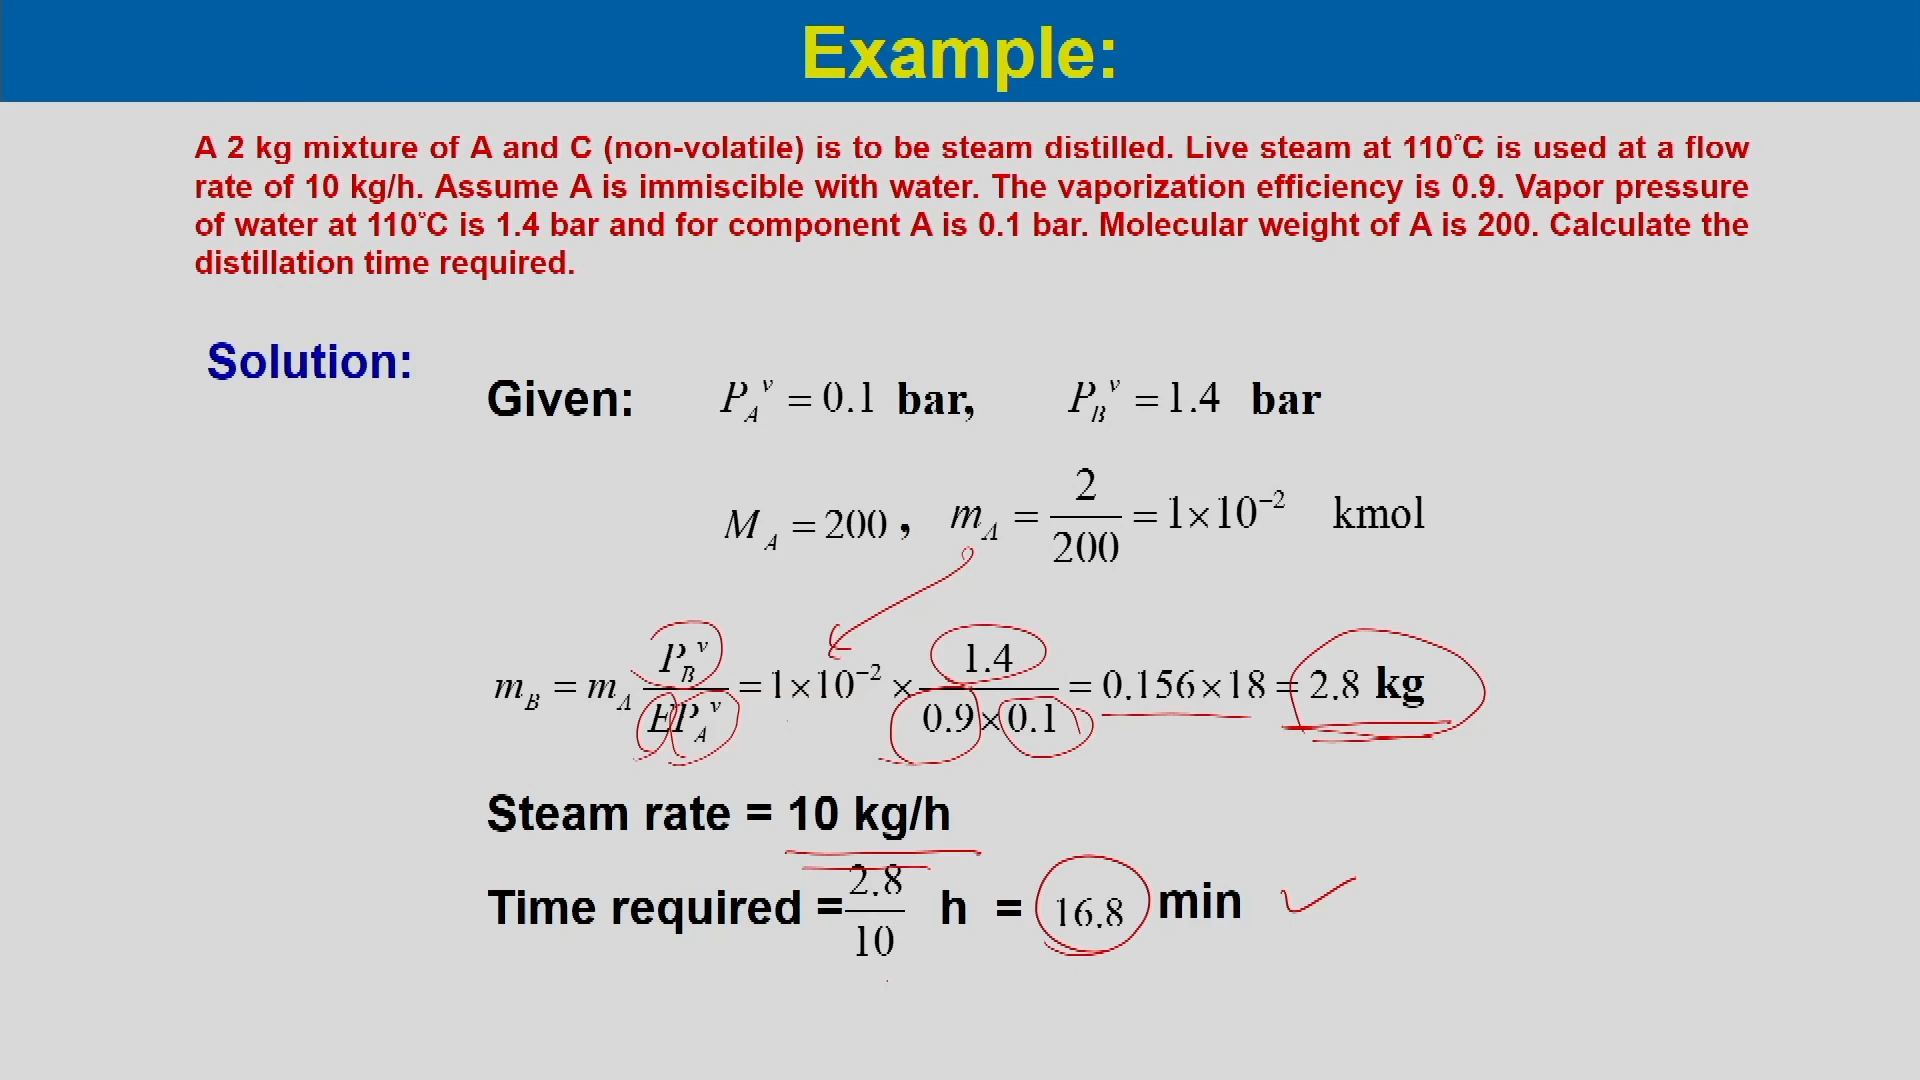 Example:
A 2 kg mixture of A and C (non-volatile) is to be steam distilled. Live steam at 110°C is used at a flow
rate of 10 kg/h. Assume A is immiscible with water. The vaporization efficiency is 0.9. Vapor pressure
of water at 110°C is 1.4 bar and for component A is 0.1 bar. Molecular weight of A is 200. Calculate the
distillation time required.
Solution:
Given: P_A^v = 0.1 bar, P_B^v = 1.4 bar
M_A = 200 , m_A = 2/200 = 1×10^−2 kmol
m_B = m_A P_B^v / EP_A^v = 1×10^−2 × 1.4 / 0.9×0.1 = 0.156×18 = 2.8 kg
Steam rate = 10 kg/h
Time required = 2.8/10 h = 16.8 min